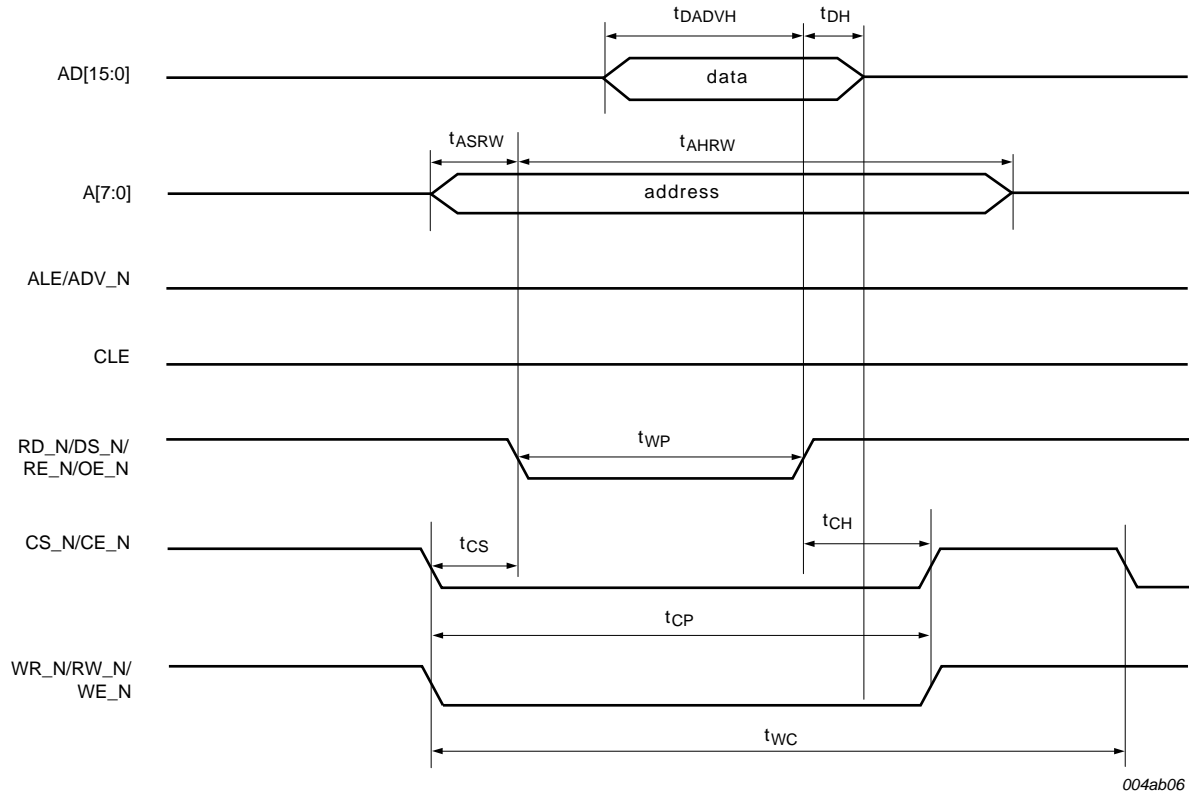 tDADVH tDH
AD[15:0] data
tASRW tAHRW
A[7:0] address
ALE/ADV_N
CLE
RD_N/DS_N/
RE_N/OE_N
tWP
tCH
CS_N/CE_N
tCS
tCP
WR_N/RW_N/
WE_N
tWC
004ab06